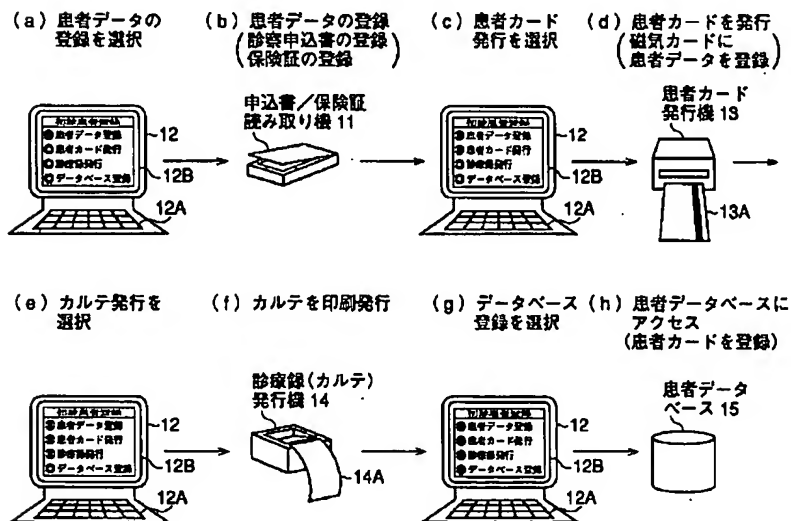 (a) 患者データの
登録を選択
(b) 患者データの登録
(診察申込書の登録
保険証の登録)
(c) 患者カード
発行を選択
(d) 患者カードを発行
(磁気カードに
患者データを登録)
初診患者登録
患者データ登録
患者カード発行
診療録発行
データベース登録
12
12B
12A
申込書/保険証
読み取り機 11
初診患者登録
患者データ登録
患者カード発行
診療録発行
データベース登録
12
12B
12A
患者カード
発行機 13
13A
(e) カルテ発行を
選択
(f) カルテを印刷発行
(g) データベース
登録を選択
(h) 患者データベースに
アクセス
(患者カードを登録)
初診患者登録
患者データ登録
患者カード発行
診療録発行
データベース登録
12
12B
12A
診療録(カルテ)
発行機 14
14A
初診患者登録
患者データ登録
患者カード発行
診療録発行
データベース登録
12
12B
12A
患者データ
ベース 15